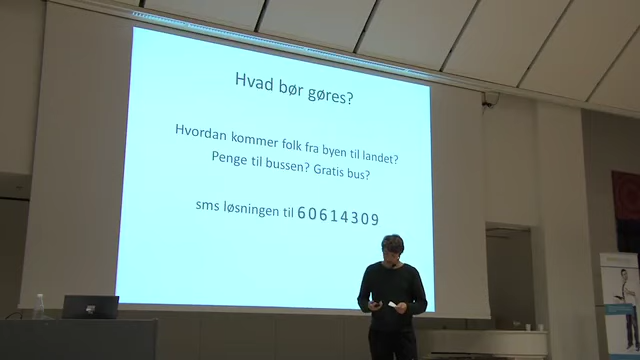 Hvad bør gøres?
Hvordan kommer folk fra byen til landet?
Penge til bussen? Gratis bus?
sms løsningen til 60614309